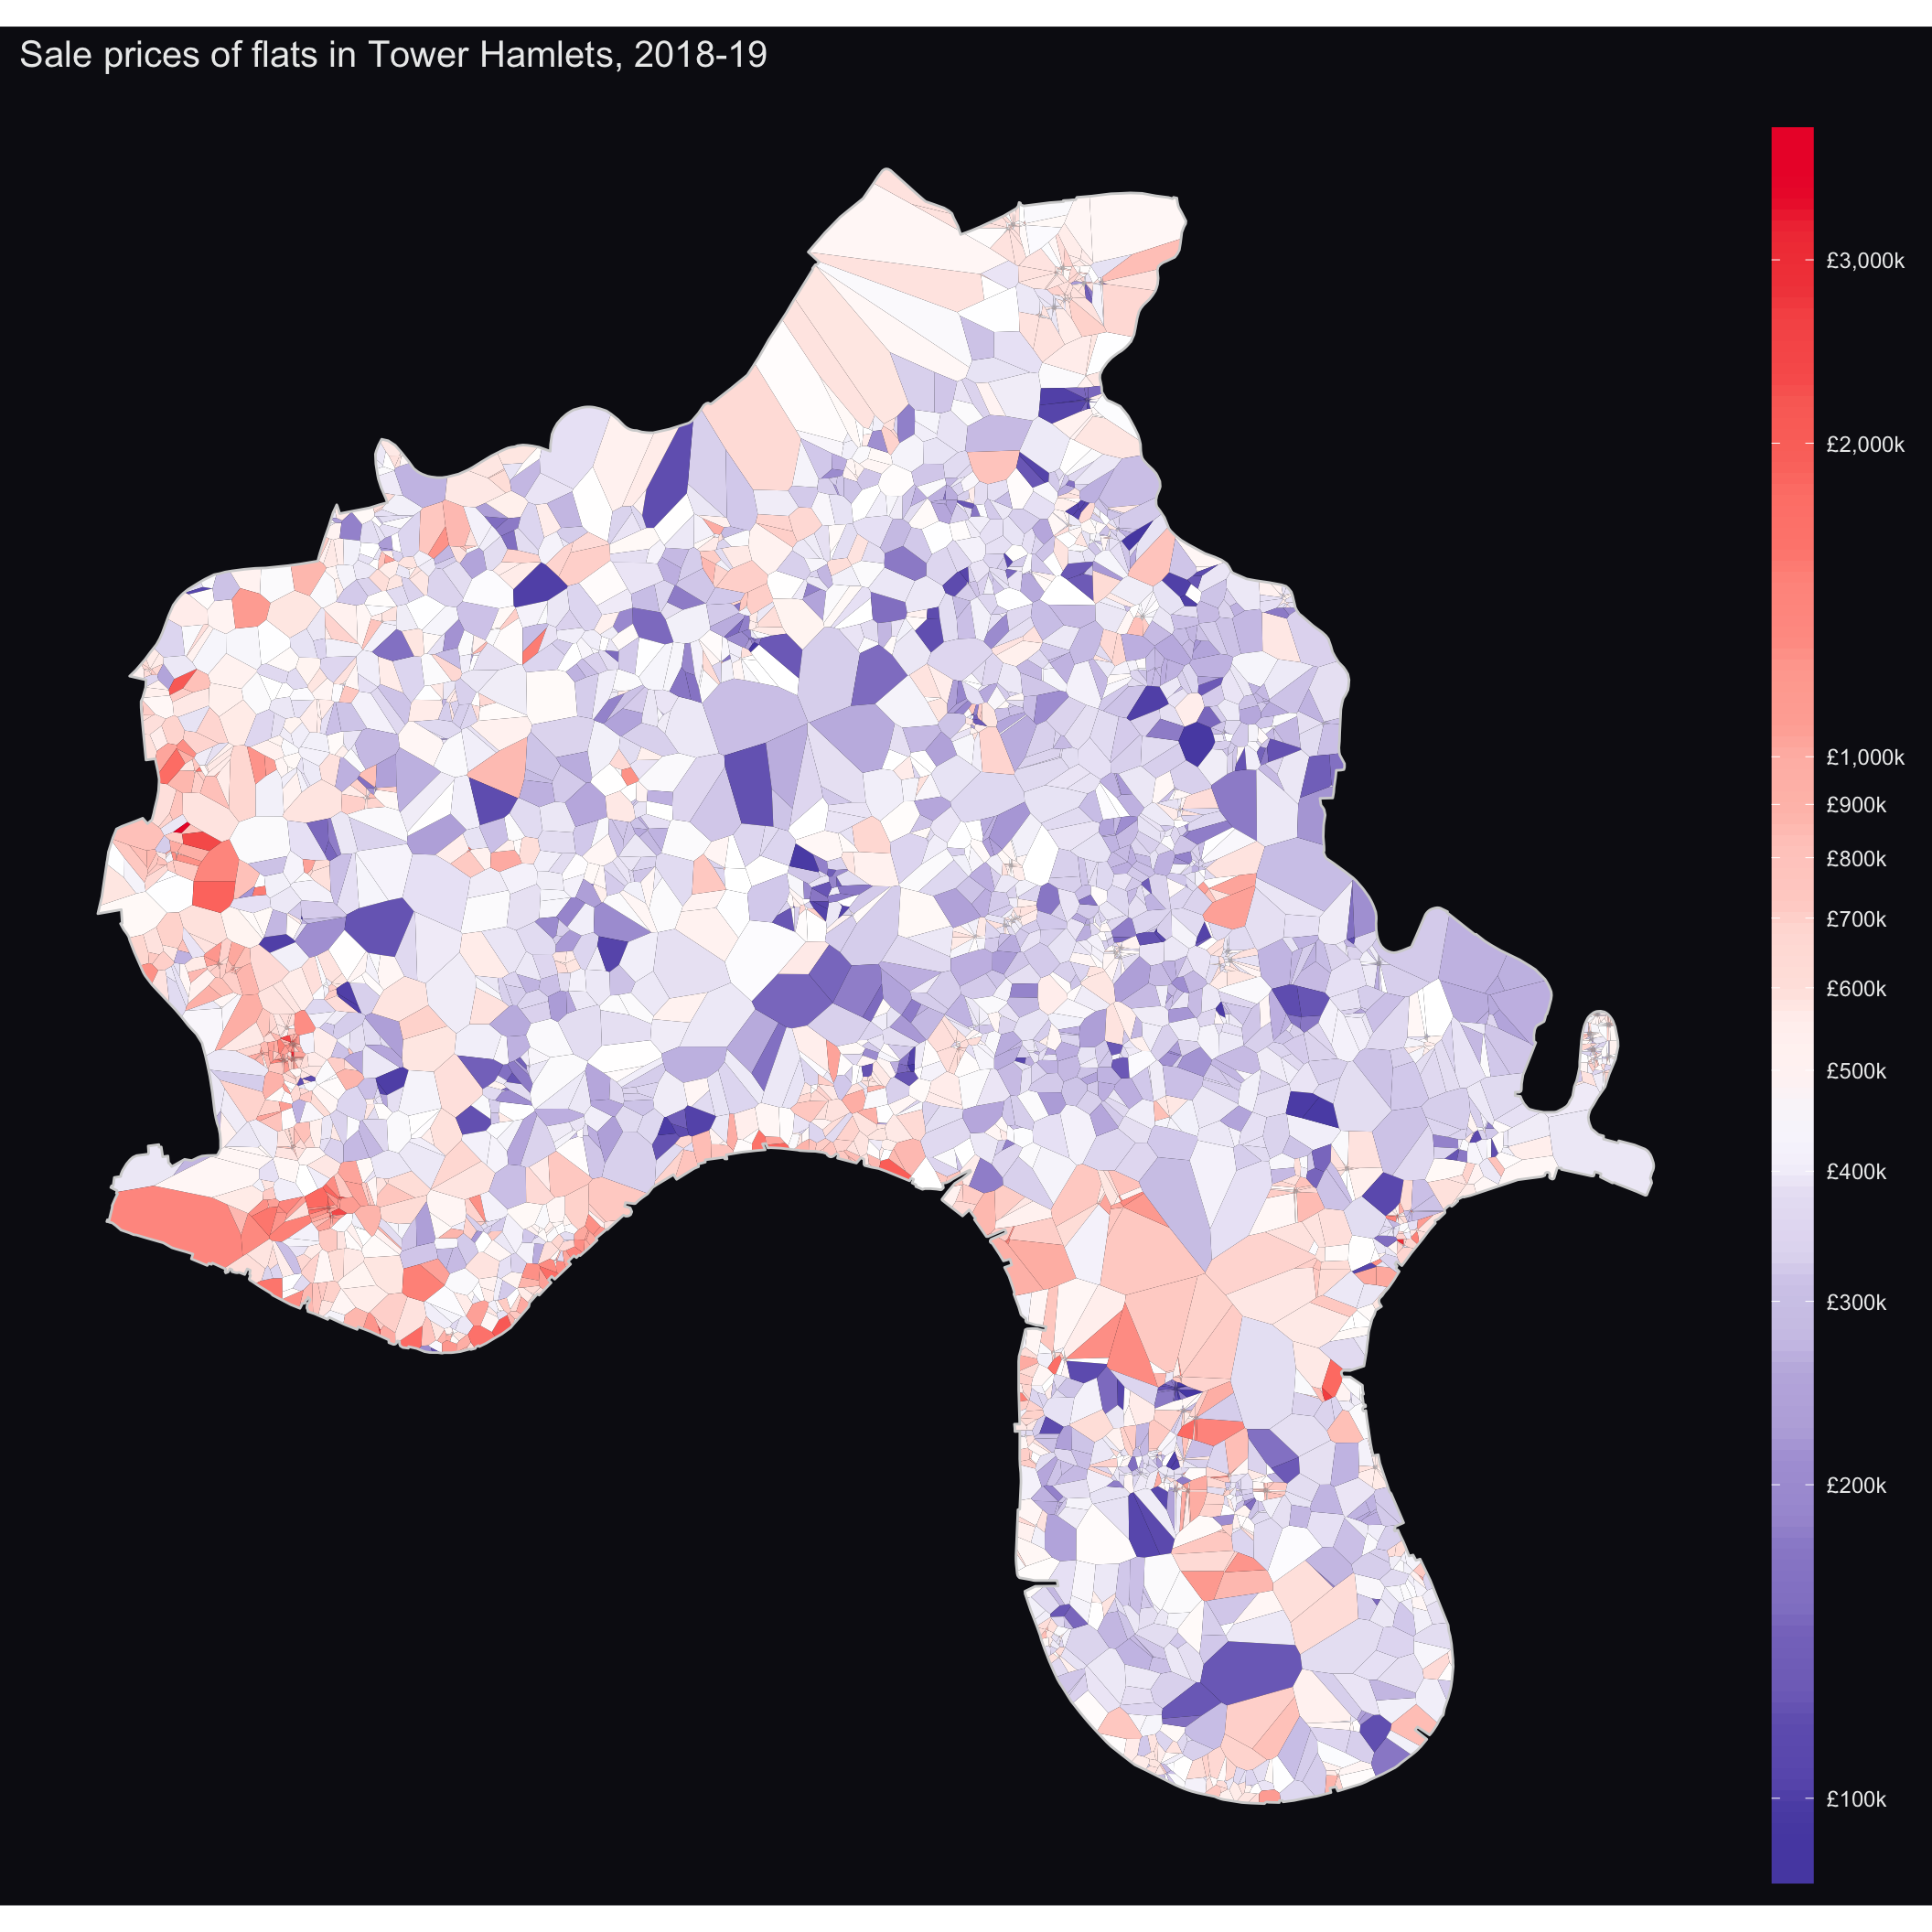 Sale prices of flats in Tower Hamlets, 2018-19
£3,000k
£2,000k
£1,000k
£900k
£800k
£700k
£600k
£500k
£400k
£300k
£200k
£100k